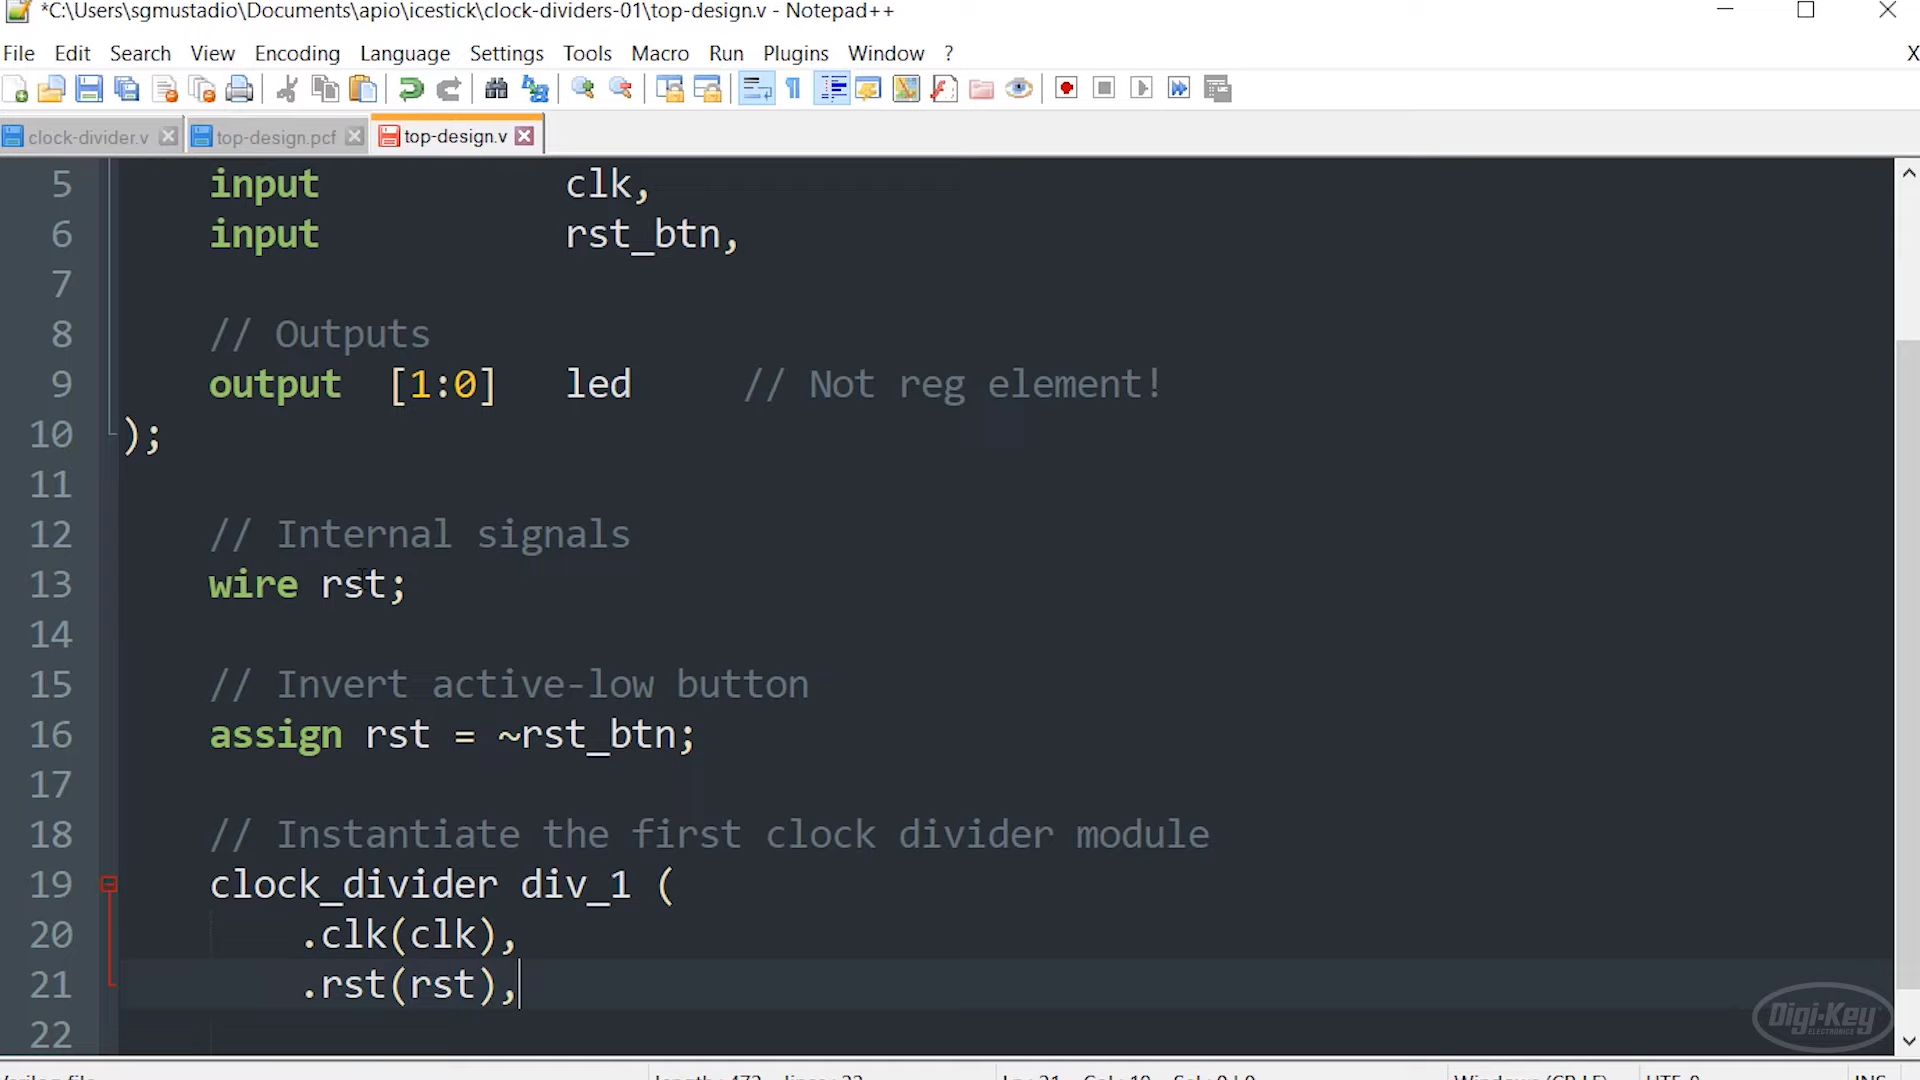 *C:\Users\sgmustadio\Documents\apio\icestick\clock-dividers-01\top-design.v - Notepad++
File Edit Search View Encoding Language Settings Tools Macro Run Plugins Window ? X
clock-divider.v top-design.pcf top-design.v
5 input clk,
6 input rst_btn,
7
8 // Outputs
9 output [1:0] led // Not reg element!
10 );
11
12 // Internal signals
13 wire rst;
14
15 // Invert active-low button
16 assign rst = ~rst_btn;
17
18 // Instantiate the first clock divider module
19 clock_divider div_1 (
20 .clk(clk),
21 .rst(rst),
22
Digi-Key
ELECTRONICS